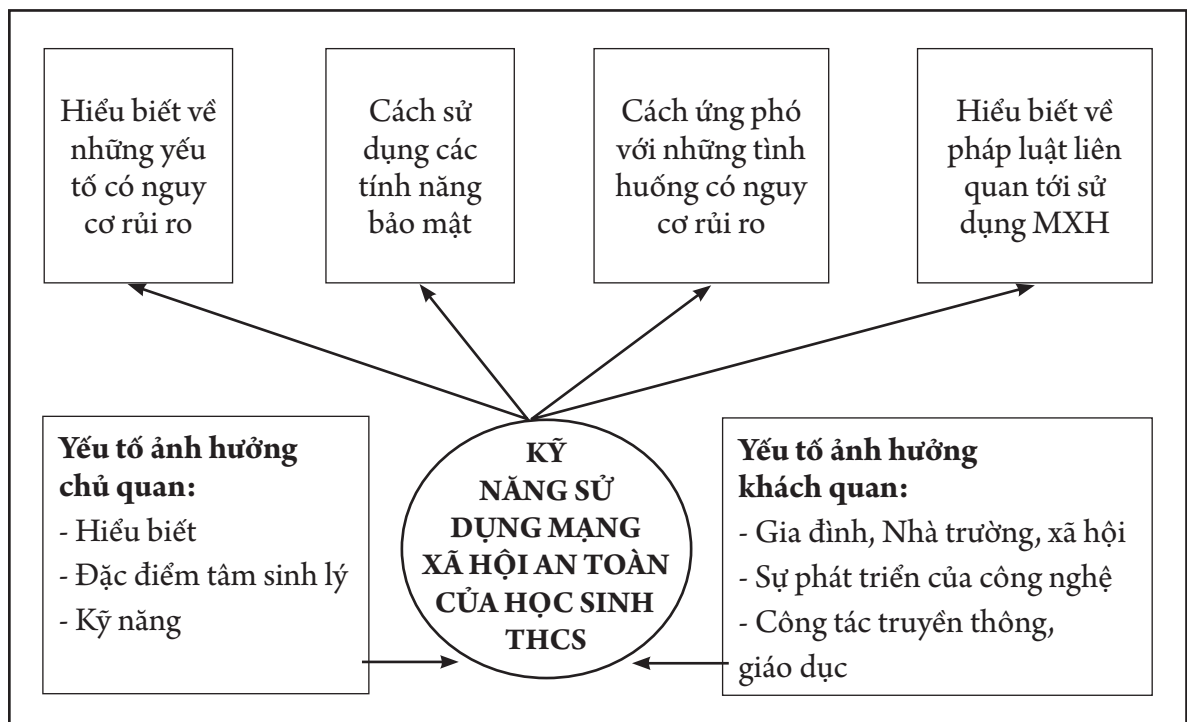 Hiểu biết về
những yếu
tố có nguy
cơ rủi ro
Cách sử
dụng các
tính năng
bảo mật
Cách ứng phó
với những tình
huống có nguy
cơ rủi ro
Hiểu biết về
pháp luật liên
quan tới sử
dụng MXH
Yếu tố ảnh hưởng
chủ quan:
- Hiểu biết
- Đặc điểm tâm sinh lý
- Kỹ năng
KỸ
NĂNG SỬ
DỤNG MẠNG
XÃ HỘI AN TOÀN
CỦA HỌC SINH
THCS
Yếu tố ảnh hưởng
khách quan:
- Gia đình, Nhà trường, xã hội
- Sự phát triển của công nghệ
- Công tác truyền thông,
giáo dục